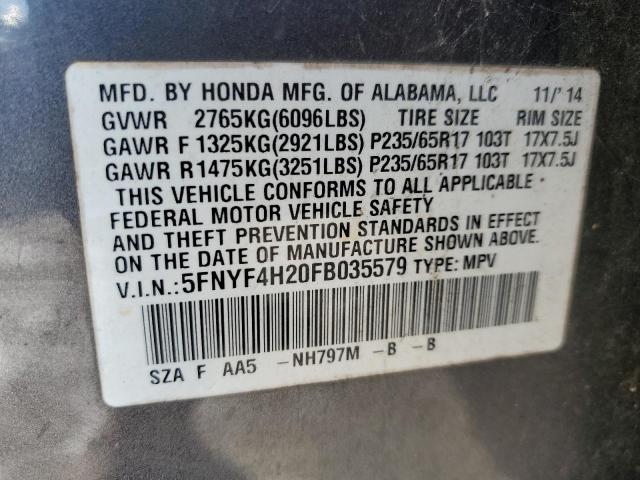 MFD. BY HONDA MFG. OF ALABAMA, LLC 11/'14
GVWR 2765KG(6096LBS) TIRE SIZE RIM SIZE
GAWR F 1325KG(2921LBS) P235/65R17 103T 17X7.5J
GAWR R1475KG(3251LBS) P235/65R17 103T 17X7.5J
THIS VEHICLE CONFORMS TO ALL APPLICABLE
FEDERAL MOTOR VEHICLE SAFETY
AND THEFT PREVENTION STANDARDS IN EFFECT
ON THE DATE OF MANUFACTURE SHOWN ABOVE.
V.I.N.:5FNYF4H20FB035579 TYPE: MPV
SZA F AA5 -NH797M -B -B